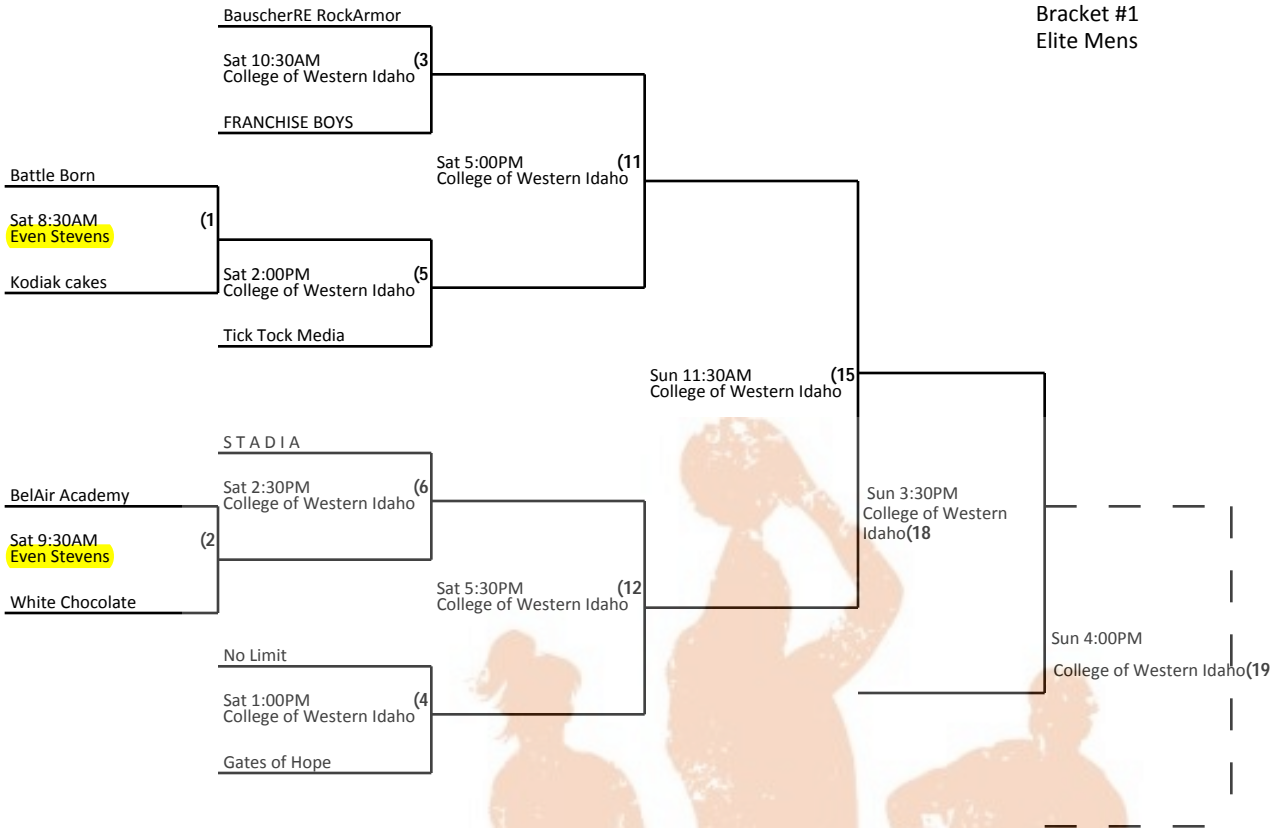 Bracket #1
Elite Mens
BauscherRE RockArmor
Sat 10:30AM (3
College of Western Idaho
FRANCHISE BOYS
Sat 5:00PM (11
College of Western Idaho
Battle Born
Sat 8:30AM (1
Even Stevens
Kodiak cakes
Sat 2:00PM (5
College of Western Idaho
Tick Tock Media
Sun 11:30AM (15
College of Western Idaho
S T A D I A
Sat 2:30PM (6
College of Western Idaho
BelAir Academy
Sat 9:30AM (2
Even Stevens
White Chocolate
Sun 3:30PM
College of Western
Idaho(18
Sat 5:30PM (12
College of Western Idaho
No Limit
Sat 1:00PM (4
College of Western Idaho
Gates of Hope
Sun 4:00PM
College of Western Idaho(19